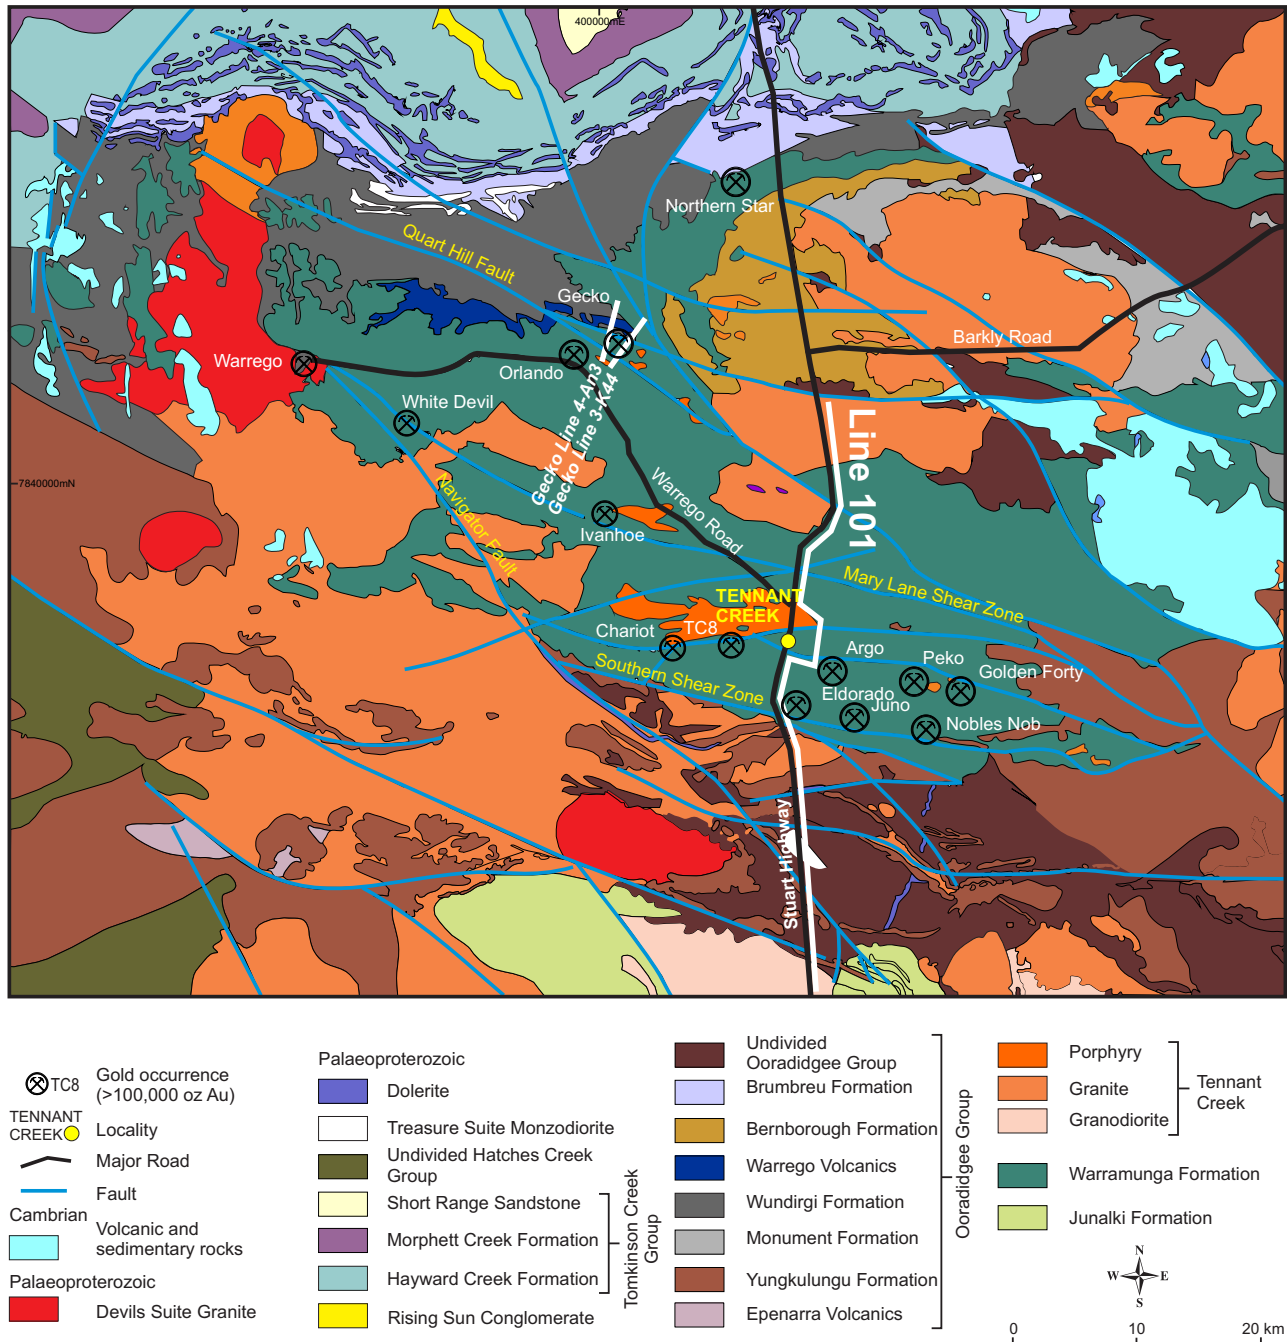 400000mE
Northern Star
Quart Hill Fault
Gecko
Barkly Road
Warrego
Orlando
White Devil
Gecko Line 4-An3
Gecko Line 3-K44
Line 101
7840000mN
Navigator Fault
Warrego Road
Ivanhoe
Mary Lane Shear Zone
TENNANT
CREEK
Chariot
TC8
Argo
Peko
Golden Forty
Southern Shear Zone
Eldorado
Juno
Nobles Nob
Stuart Highway
TC8
Gold occurrence
(>100,000 oz Au)
TENNANT
CREEK
Locality
Major Road
Fault
Cambrian
Volcanic and
sedimentary rocks
Palaeoproterozoic
Devils Suite Granite
Palaeoproterozoic
Dolerite
Treasure Suite Monzodiorite
Undivided Hatches Creek
Group
Short Range Sandstone
Morphett Creek Formation
Hayward Creek Formation
Rising Sun Conglomerate
Tomkinson Creek
Group
Undivided
Ooradidgee Group
Brumbreu Formation
Bernborough Formation
Warrego Volcanics
Wundirgi Formation
Monument Formation
Yungkulungu Formation
Epenarra Volcanics
Ooradidgee Group
Porphyry
Granite
Granodiorite
Tennant
Creek
Warramunga Formation
Junalki Formation
N
W
E
S
0
10
20 km